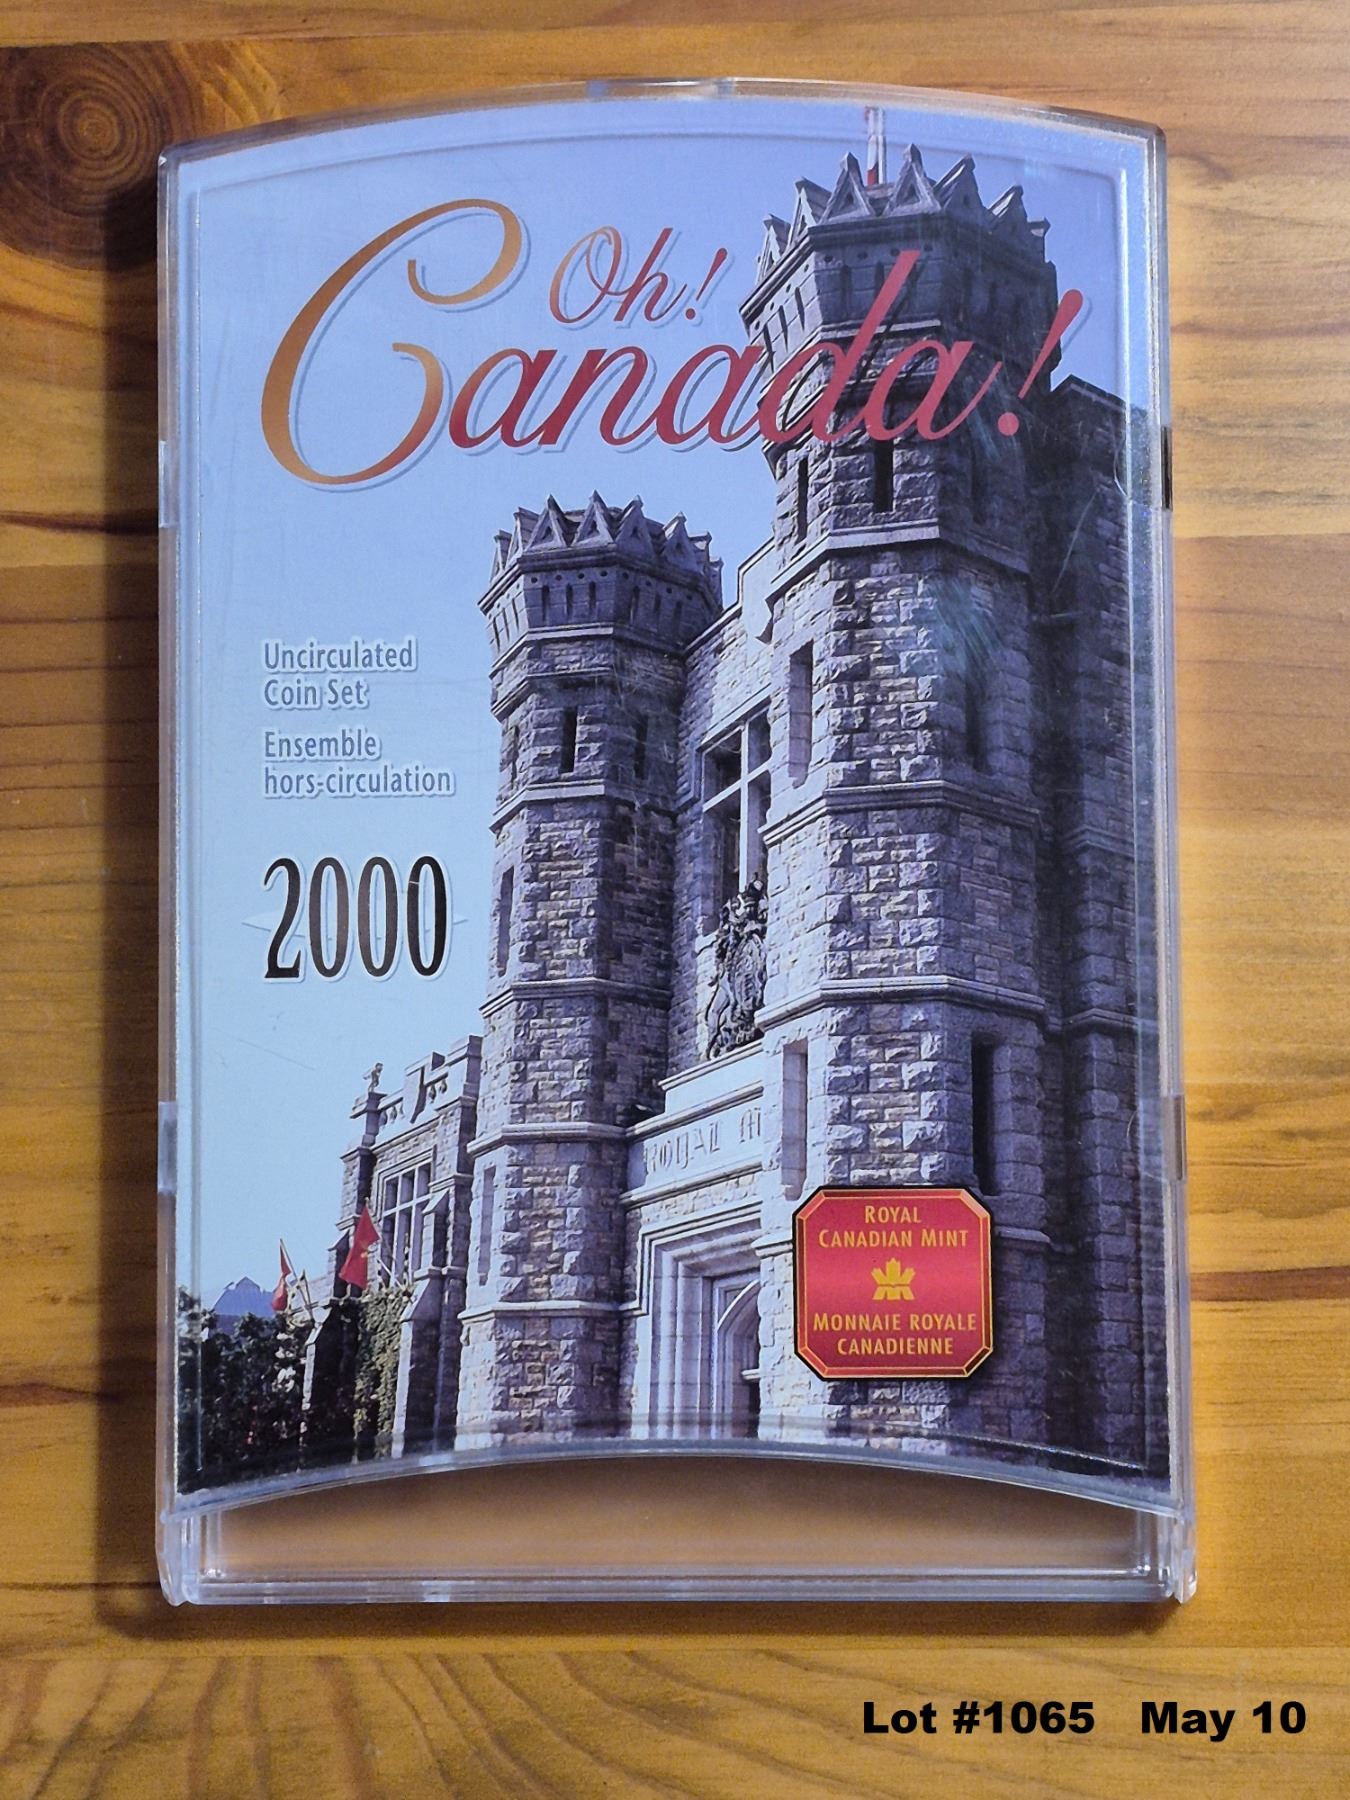 Oh!
Canada!
Uncirculated
Coin Set
Ensemble
hors-circulation
2000
ROYAL
ROYAL
CANADIAN MINT
MONNAIE ROYALE
CANADIENNE
Lot #1065 May 10